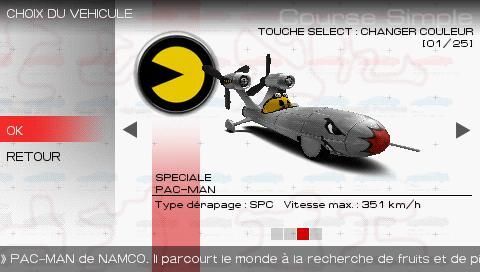 CHOIX DU VEHICULE
Course Simple
TOUCHE SELECT : CHANGER COULEUR
[01/25]
OK
RETOUR
SPECIALE
PAC-MAN
Type dérapage : SPC Vitesse max. : 351 km/h
PAC-MAN de NAMCO. Il parcourt le monde à la recherche de fruits et de pi